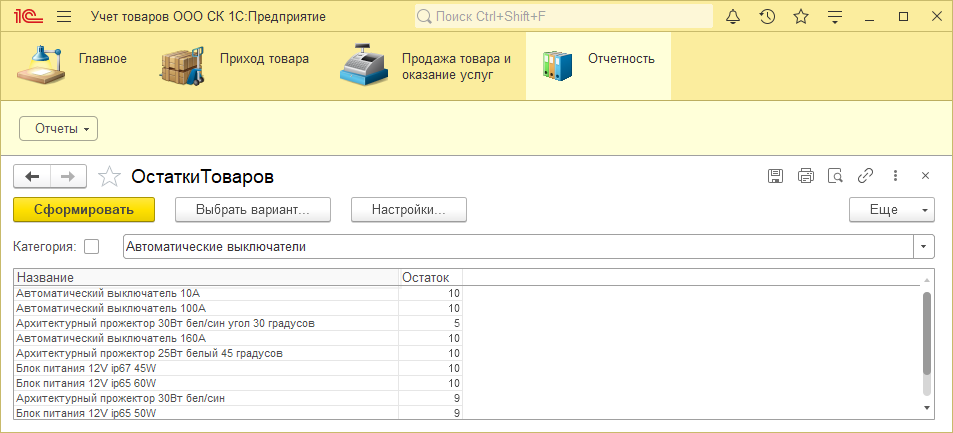 1С Учет товаров ООО СК 1С:Предприятие Поиск Ctrl+Shift+F
Главное Приход товара Продажа товара и оказание услуг Отчетность
Отчеты
ОстаткиТоваров
Сформировать Выбрать вариант... Настройки... Еще
Категория: Автоматические выключатели
Название Остаток
Автоматический выключатель 10А 10
Автоматический выключатель 100А 10
Архитектурный прожектор 30Вт бел/син угол 30 градусов 5
Автоматический выключатель 160А 10
Архитектурный прожектор 25Вт белый 45 градусов 10
Блок питания 12V ip67 45W 10
Блок питания 12V ip65 60W 10
Архитектурный прожектор 30Вт бел/син 9
Блок питания 12V ip65 50W 9